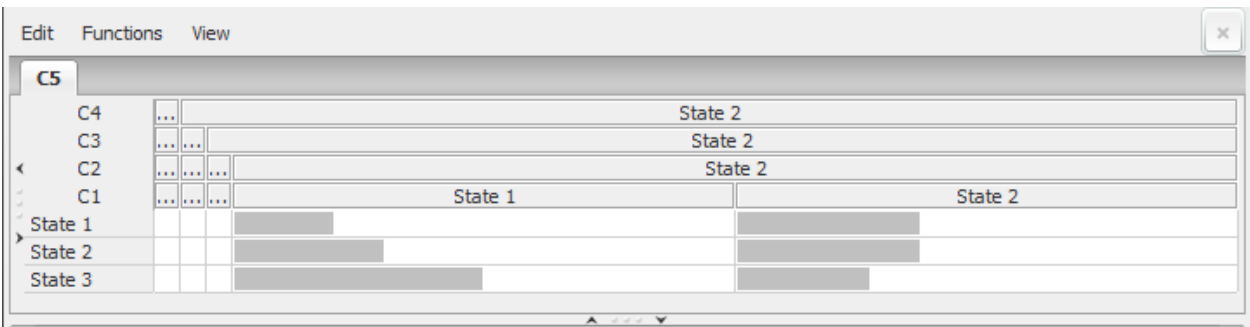 Edit Functions View
C5
C4 ... State 2
C3 ... ... State 2
C2 ... ... ... State 2
C1 ... ... ... State 1 State 2
State 1
State 2
State 3